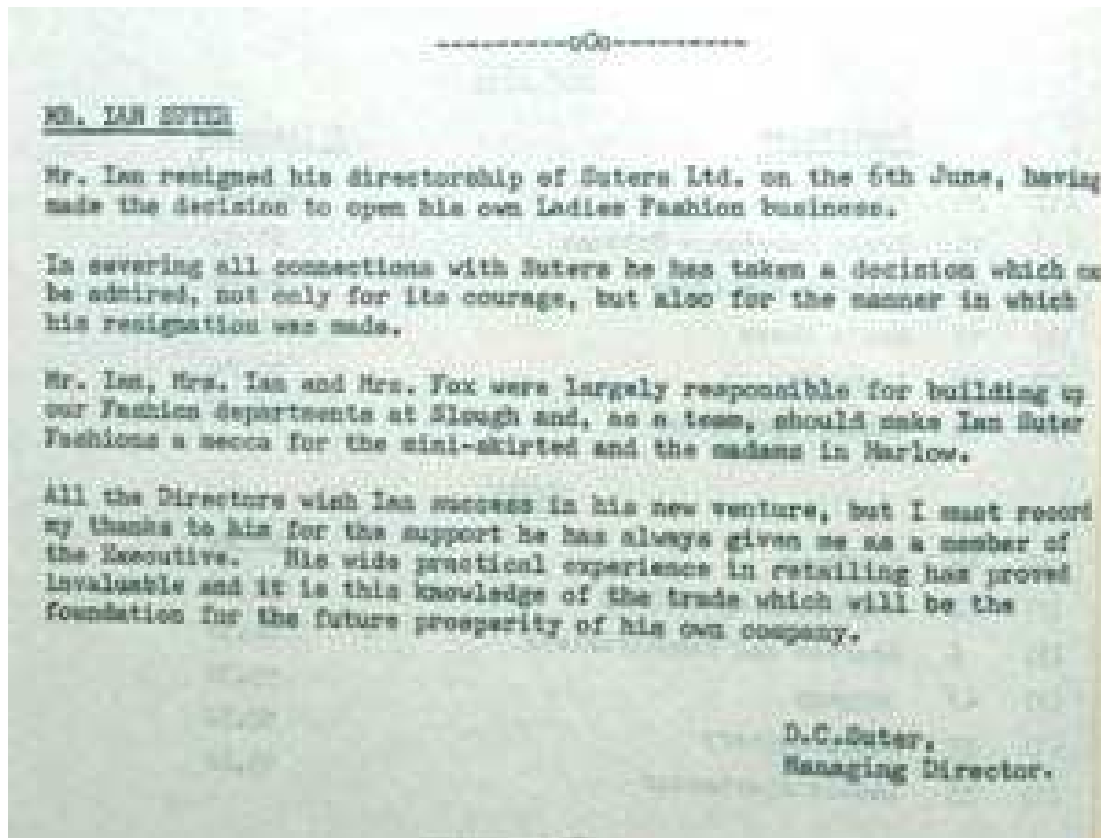 ----------oOo----------
MR. IAN SUTER
Mr. Ian resigned his directorship of Suters Ltd. on the 6th June, having
made the decision to open his own Ladies Fashion business.
In severing all connections with Suters he has taken a decision which
be admired, not only for its courage, but also for the manner in which
his resignation was made.
Mr. Ian, Mrs. Ian and Mrs. Fox were largely responsible for building up
our Fashion departments at Slough and, as a team, should make Ian Suter
Fashions a mecca for the mini-skirted and the madams in Marlow.
All the Directors wish Ian success in his new venture, but I must record
my thanks to him for the support he has always given me as a member of
the Executive. His wide practical experience in retailing has proved
invaluable and it is this knowledge of the trade which will be the
foundation for the future prosperity of his own company.
D.C.Suter,
Managing Director.